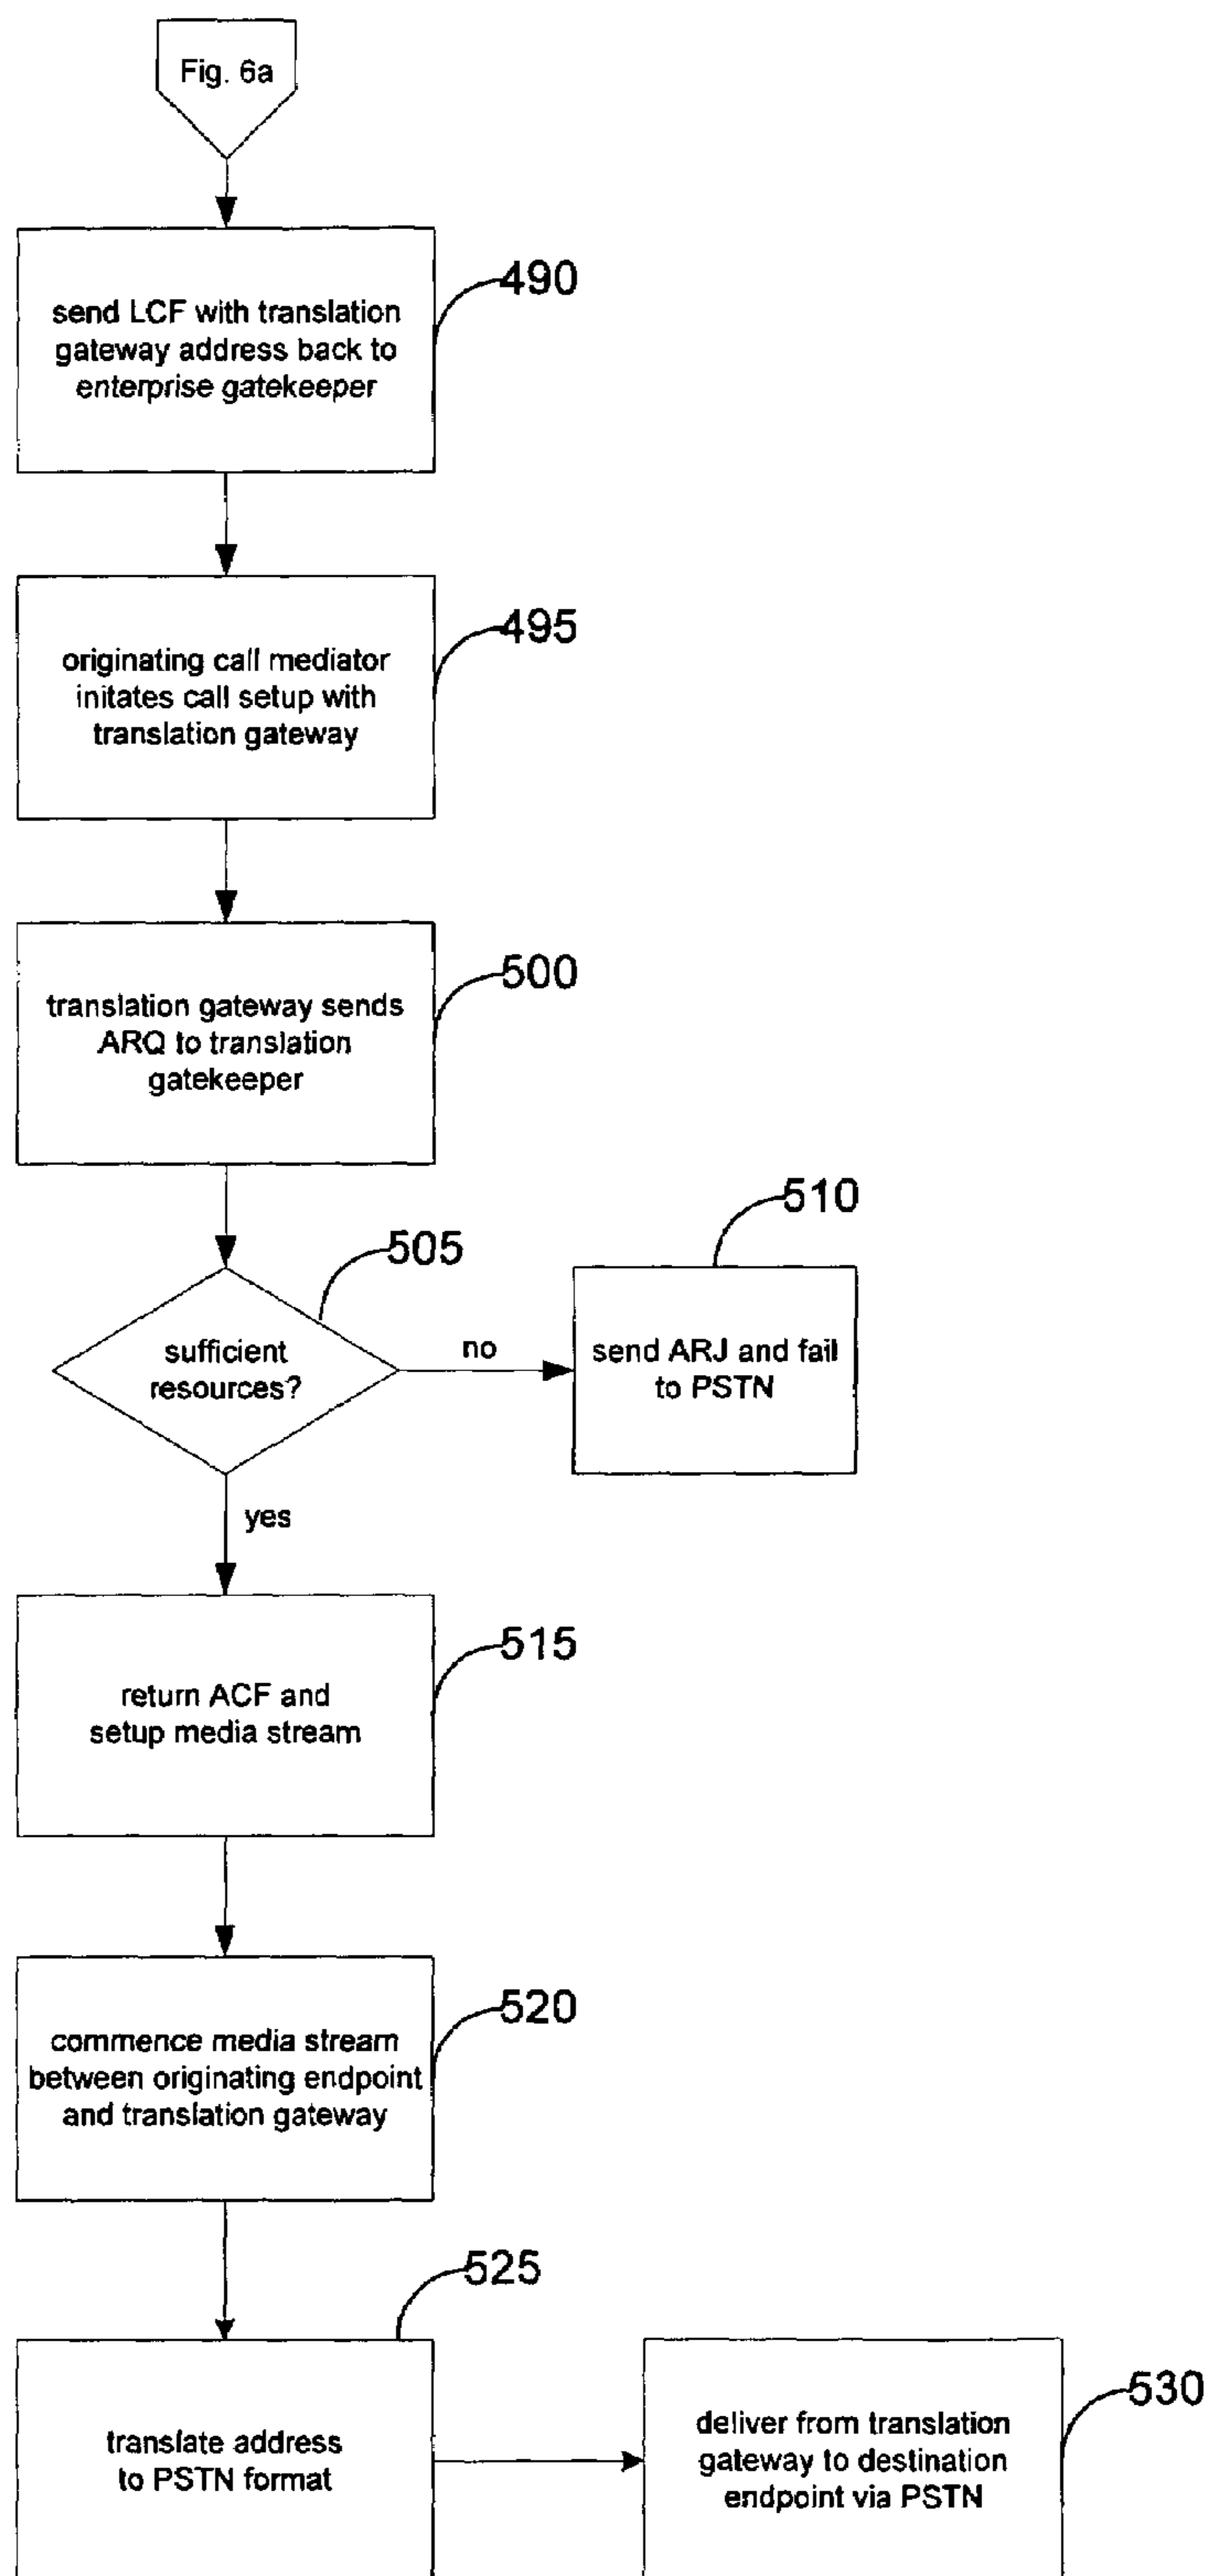 Fig. 6a
490
send LCF with translation
gateway address back to
enterprise gatekeeper
495
originating call mediator
initates call setup with
translation gateway
500
translation gateway sends
ARQ to translation
gatekeeper
505
510
sufficient
resources?
no
send ARJ and fail
to PSTN
yes
515
return ACF and
setup media stream
520
commence media stream
between originating endpoint
and translation gateway
525
530
translate address
to PSTN format
deliver from translation
gateway to destination
endpoint via PSTN